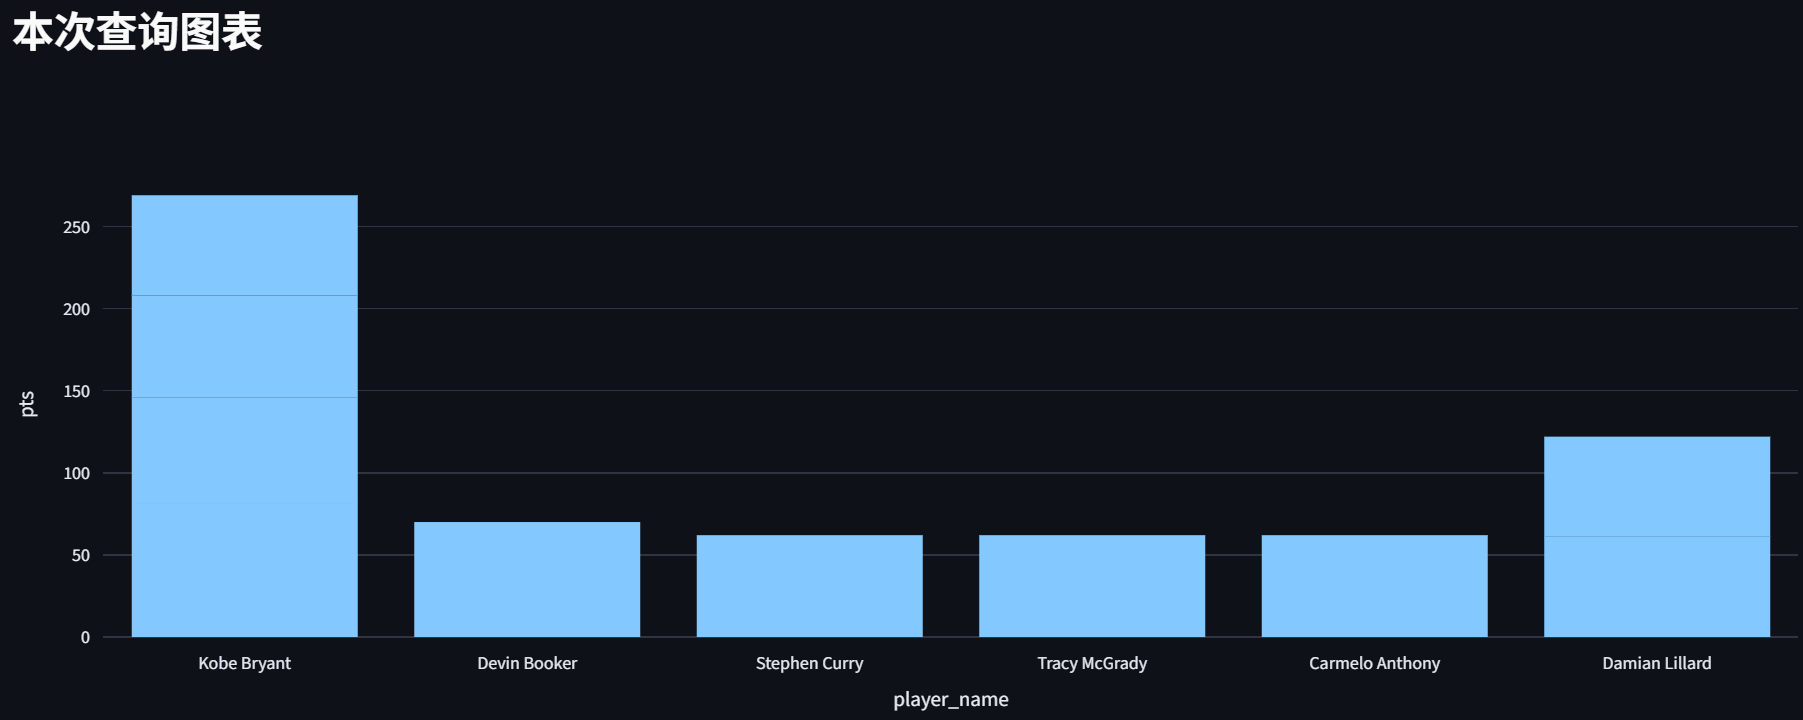 本次查询图表
250
200
150
100
50
0
pts
Kobe Bryant
Devin Booker
Stephen Curry
Tracy McGrady
Carmelo Anthony
Damian Lillard
player_name